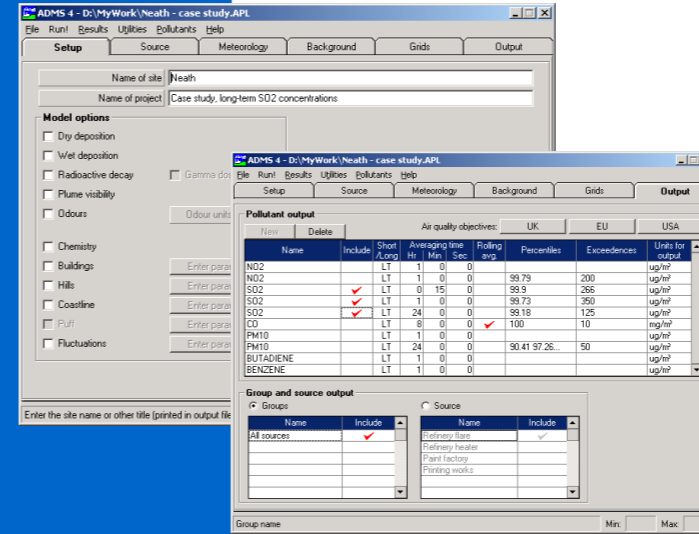 ADMS 4 - D:\MyWork\Neath - case study.APL
File Run! Results Utilities Pollutants Help
Setup Source Meteorology Background Grids Output
Name of site Neath
Name of project Case study, long-term SO2 concentrations
Model options
Dry deposition
Wet deposition
Radioactive decay Gamma dos
Plume visibility
Odours Odour units
Chemistry
Buildings Enter para
Hills Enter para
Coastline Enter para
Puff Enter para
Fluctuations Enter para
Enter the site name or other title (printed in output file
ADMS 4 - D:\MyWork\Neath - case study.APL
File Run! Results Utilities Pollutants Help
Setup Source Meteorology Background Grids Output
Pollutant output
New Delete Air quality objectives: UK EU USA
Name Include Short /Long Averaging time Hr Min Sec Rolling avg. Percentiles Exceedences Units for output
NO2 LT 1 0 0 ug/m³
NO2 LT 1 0 0 99.79 200 ug/m³
SO2 LT 0 15 0 99.9 266 ug/m³
SO2 LT 1 0 0 99.73 350 ug/m³
SO2 LT 24 0 0 99.18 125 ug/m³
CO LT 8 0 0 100 10 mg/m³
PM10 LT 1 0 0 ug/m³
PM10 LT 24 0 0 90.41 97.26... 50 ug/m³
BUTADIENE LT 1 0 0 ug/m³
BENZENE LT 1 0 0 ug/m³
Group and source output
Groups Source
Name Include Name Include
All sources Refinery flare
Refinery heater
Paint factory
Printing works
Group name Min: Max: